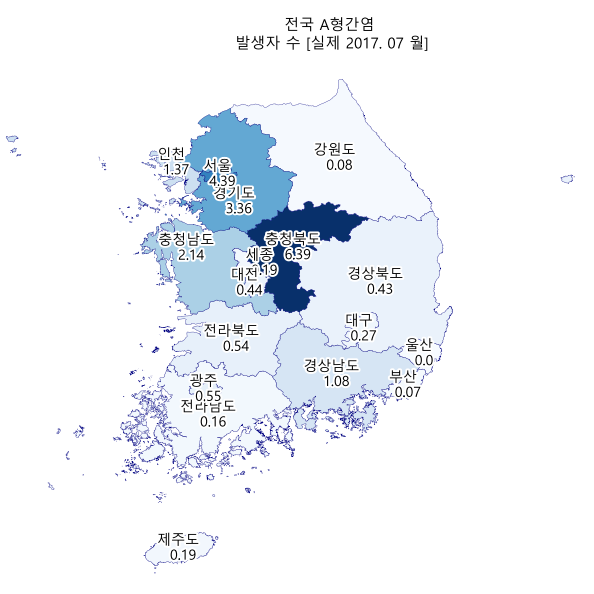 전국 A형간염
발생자 수 [실제 2017. 07 월]
강원도
0.08
인천
1.37
서울
4.39
경기도
3.36
충청남도
2.14
충청북도
6.39
세종
대전
0.44
경상북도
0.43
대구
0.27
전라북도
0.54
울산
0.0
경상남도
1.08
부산
0.07
광주
0.55
전라남도
0.16
제주도
0.19